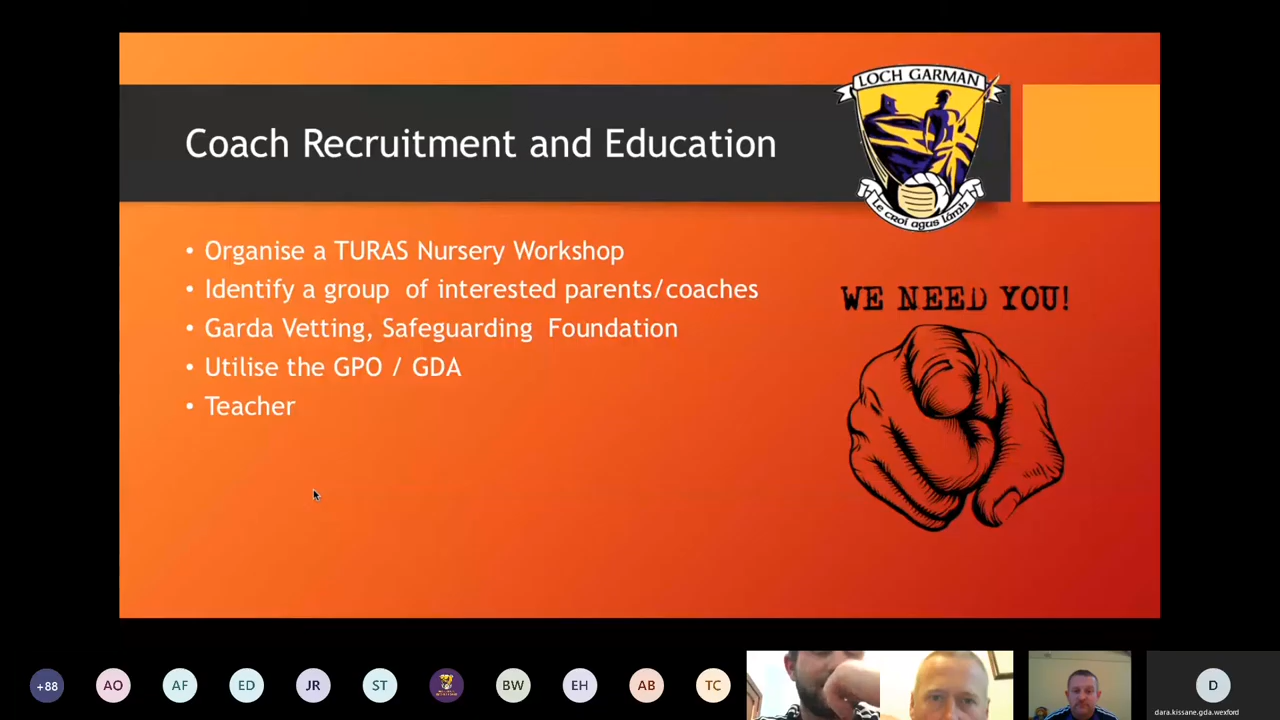 LOCH GARMAN
Coach Recruitment and Education
Le croí agus lámh
• Organise a TURAS Nursery Workshop
• Identify a group  of interested parents/coaches
• Garda Vetting, Safeguarding  Foundation
• Utilise the GPO / GDA
• Teacher
WE NEED YOU!
+88
AO
AF
ED
JR
ST
BW
EH
AB
TC
D
dara.kissane.gda.wexford